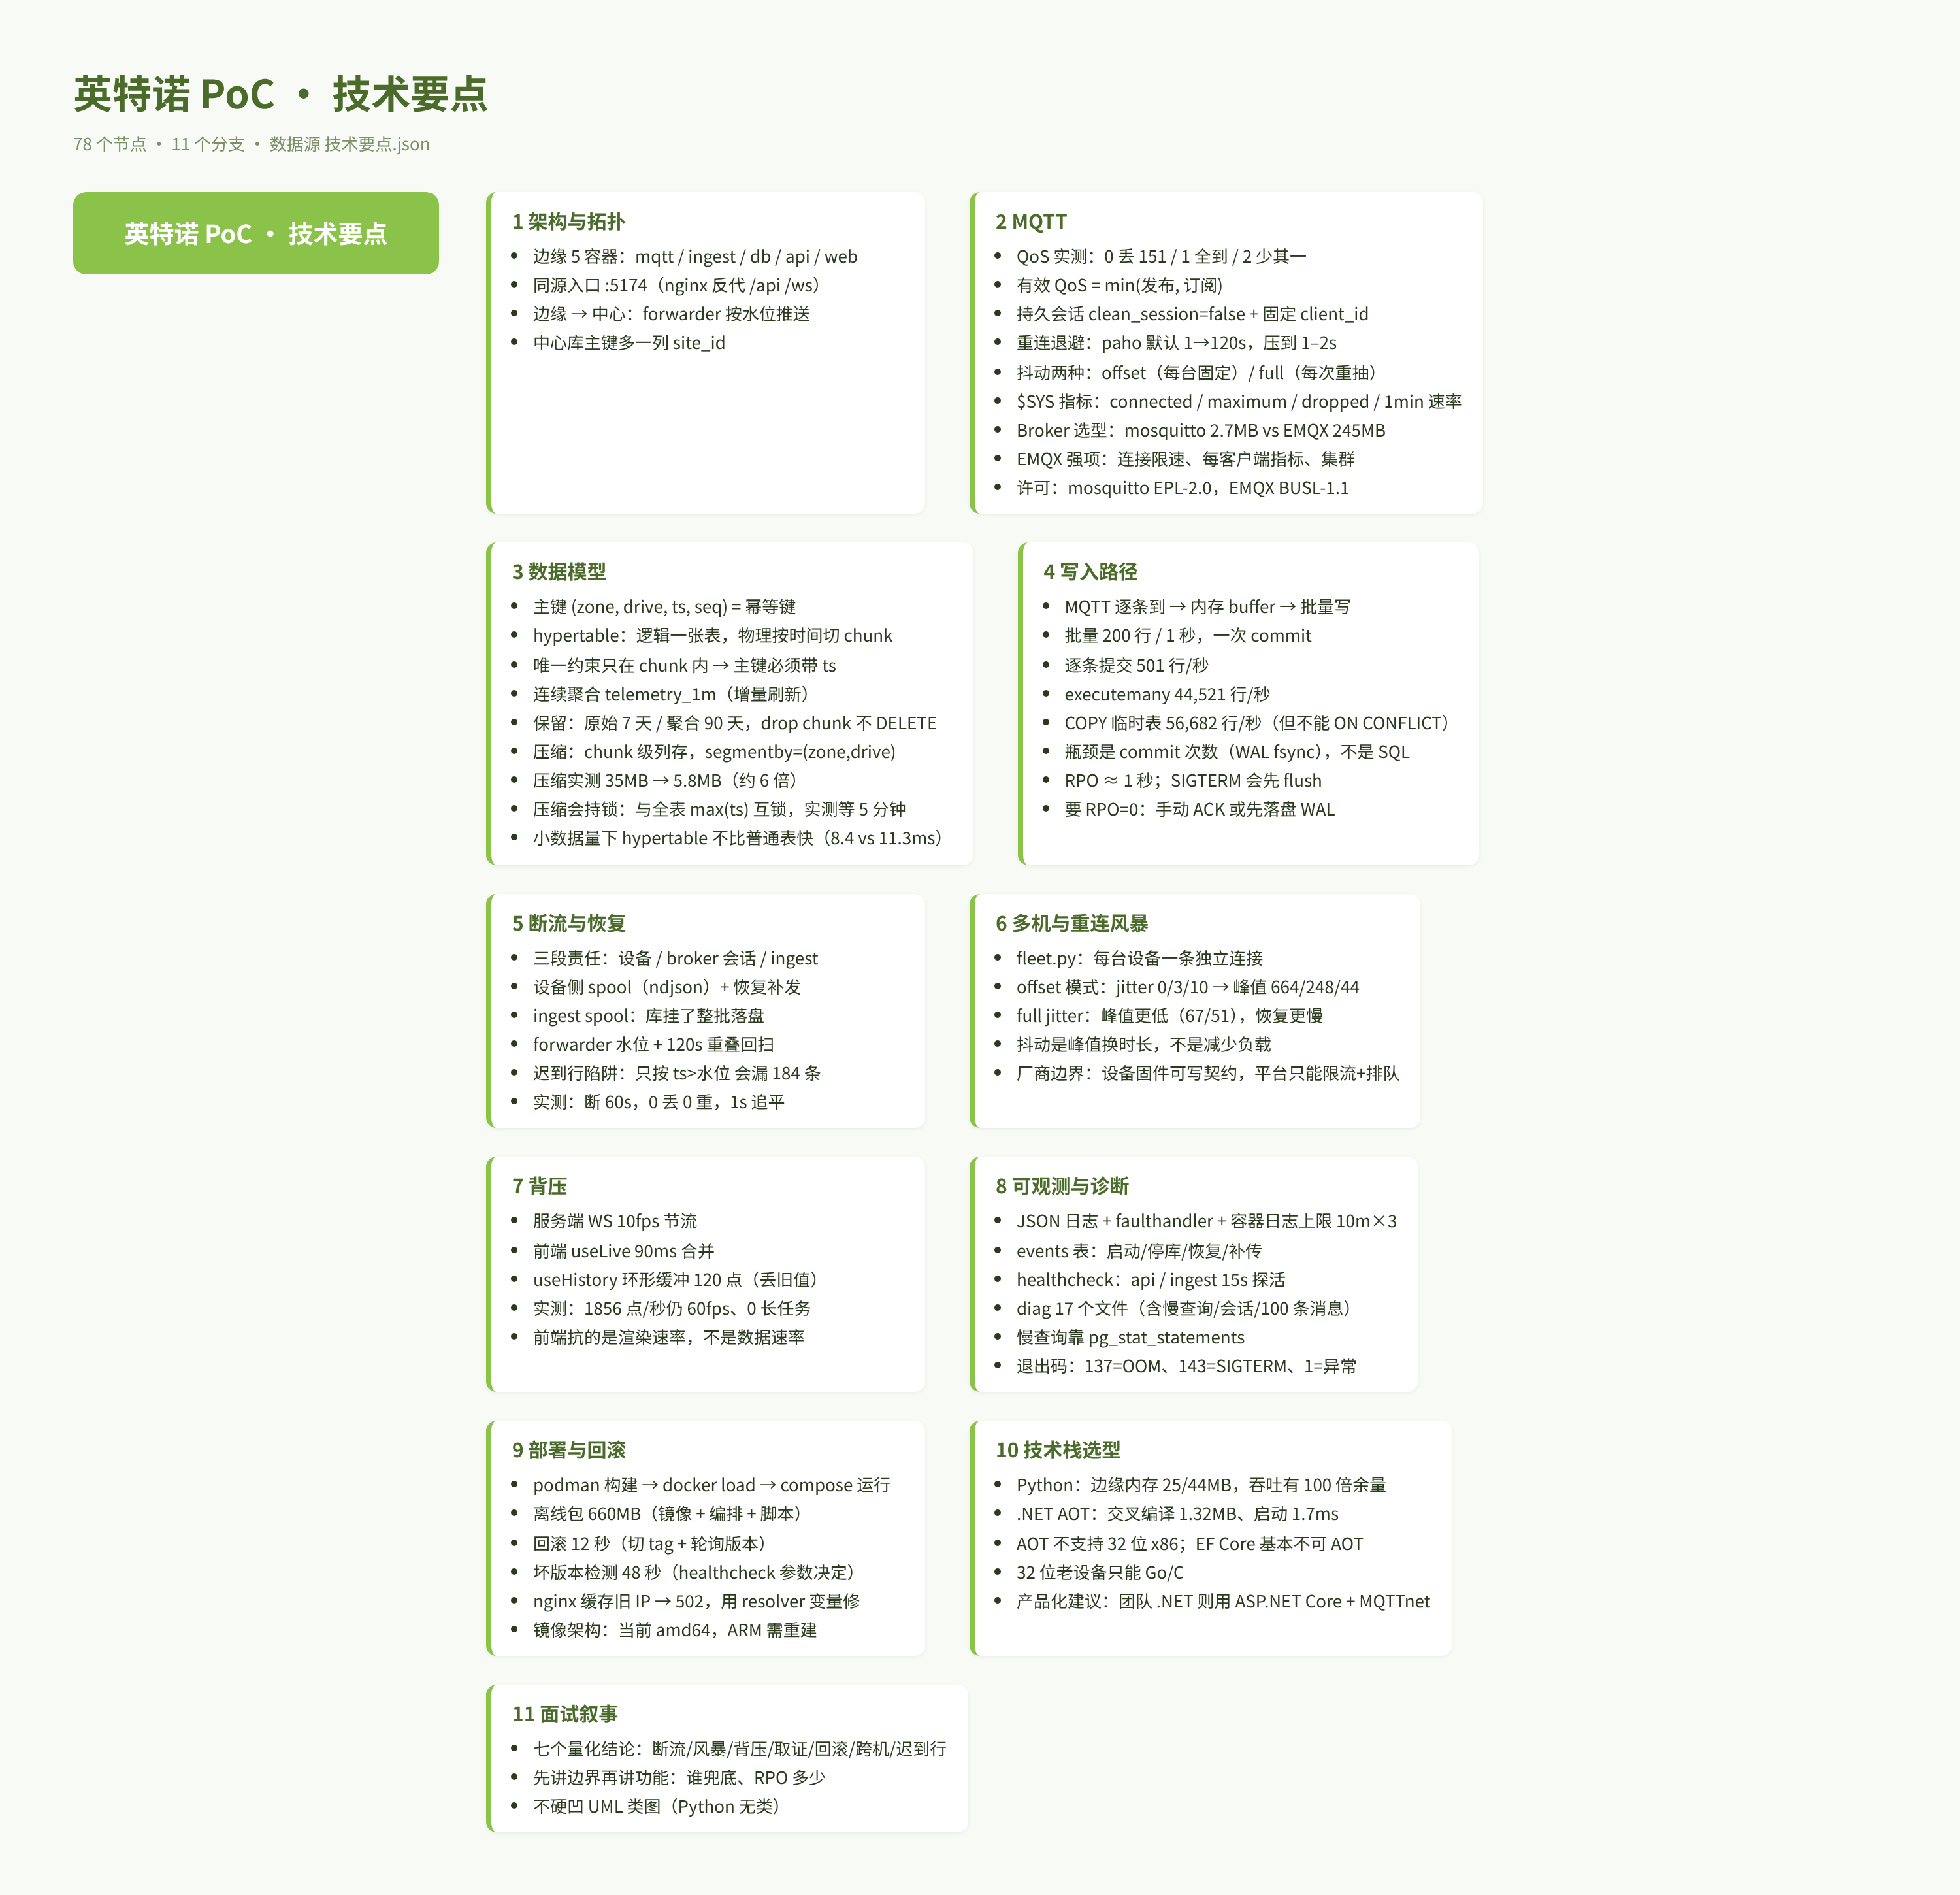 英特诺 PoC · 技术要点
78 个节点 · 11 个分支 · 数据源 技术要点.json
英特诺 PoC · 技术要点
1 架构与拓扑
边缘 5 容器：mqtt / ingest / db / api / web
同源入口 :5174（nginx 反代 /api /ws）
边缘 → 中心：forwarder 按水位推送
中心库主键多一列 site_id
2 MQTT
QoS 实测：0 丢 151 / 1 全到 / 2 少其一
有效 QoS = min(发布, 订阅)
持久会话 clean_session=false + 固定 client_id
重连退避：paho 默认 1→120s，压到 1–2s
抖动两种：offset（每台固定）/ full（每次重抽）
$SYS 指标：connected / maximum / dropped / 1min 速率
Broker 选型：mosquitto 2.7MB vs EMQX 245MB
EMQX 强项：连接限速、每客户端指标、集群
许可：mosquitto EPL-2.0，EMQX BUSL-1.1
3 数据模型
主键 (zone, drive, ts, seq) = 幂等键
hypertable：逻辑一张表，物理按时间切 chunk
唯一约束只在 chunk 内 → 主键必须带 ts
连续聚合 telemetry_1m（增量刷新）
保留：原始 7 天 / 聚合 90 天，drop chunk 不 DELETE
压缩：chunk 级列存，segmentby=(zone,drive)
压缩实测 35MB → 5.8MB（约 6 倍）
压缩会持锁：与全表 max(ts) 互锁，实测等 5 分钟
小数据量下 hypertable 不比普通表快（8.4 vs 11.3ms）
4 写入路径
MQTT 逐条到 → 内存 buffer → 批量写
批量 200 行 / 1 秒，一次 commit
逐条提交 501 行/秒
executemany 44,521 行/秒
COPY 临时表 56,682 行/秒（但不能 ON CONFLICT）
瓶颈是 commit 次数（WAL fsync），不是 SQL
RPO ≈ 1 秒；SIGTERM 会先 flush
要 RPO=0：手动 ACK 或先落盘 WAL
5 断流与恢复
三段责任：设备 / broker 会话 / ingest
设备侧 spool（ndjson）+ 恢复补发
ingest spool：库挂了整批落盘
forwarder 水位 + 120s 重叠回扫
迟到行陷阱：只按 ts>水位 会漏 184 条
实测：断 60s，0 丢 0 重，1s 追平
6 多机与重连风暴
fleet.py：每台设备一条独立连接
offset 模式：jitter 0/3/10 → 峰值 664/248/44
full jitter：峰值更低（67/51），恢复更慢
抖动是峰值换时长，不是减少负载
厂商边界：设备固件可写契约，平台只能限流+排队
7 背压
服务端 WS 10fps 节流
前端 useLive 90ms 合并
useHistory 环形缓冲 120 点（丢旧值）
实测：1856 点/秒仍 60fps、0 长任务
前端抗的是渲染速率，不是数据速率
8 可观测与诊断
JSON 日志 + faulthandler + 容器日志上限 10m×3
events 表：启动/停库/恢复/补传
healthcheck：api / ingest 15s 探活
diag 17 个文件（含慢查询/会话/100 条消息）
慢查询靠 pg_stat_statements
退出码：137=OOM、143=SIGTERM、1=异常
9 部署与回滚
podman 构建 → docker load → compose 运行
离线包 660MB（镜像 + 编排 + 脚本）
回滚 12 秒（切 tag + 轮询版本）
坏版本检测 48 秒（healthcheck 参数决定）
nginx 缓存旧 IP → 502，用 resolver 变量修
镜像架构：当前 amd64，ARM 需重建
10 技术栈选型
Python：边缘内存 25/44MB，吞吐有 100 倍余量
.NET AOT：交叉编译 1.32MB、启动 1.7ms
AOT 不支持 32 位 x86；EF Core 基本不可 AOT
32 位老设备只能 Go/C
产品化建议：团队 .NET 则用 ASP.NET Core + MQTTnet
11 面试叙事
七个量化结论：断流/风暴/背压/取证/回滚/跨机/迟到行
先讲边界再讲功能：谁兜底、RPO 多少
不硬凹 UML 类图（Python 无类）